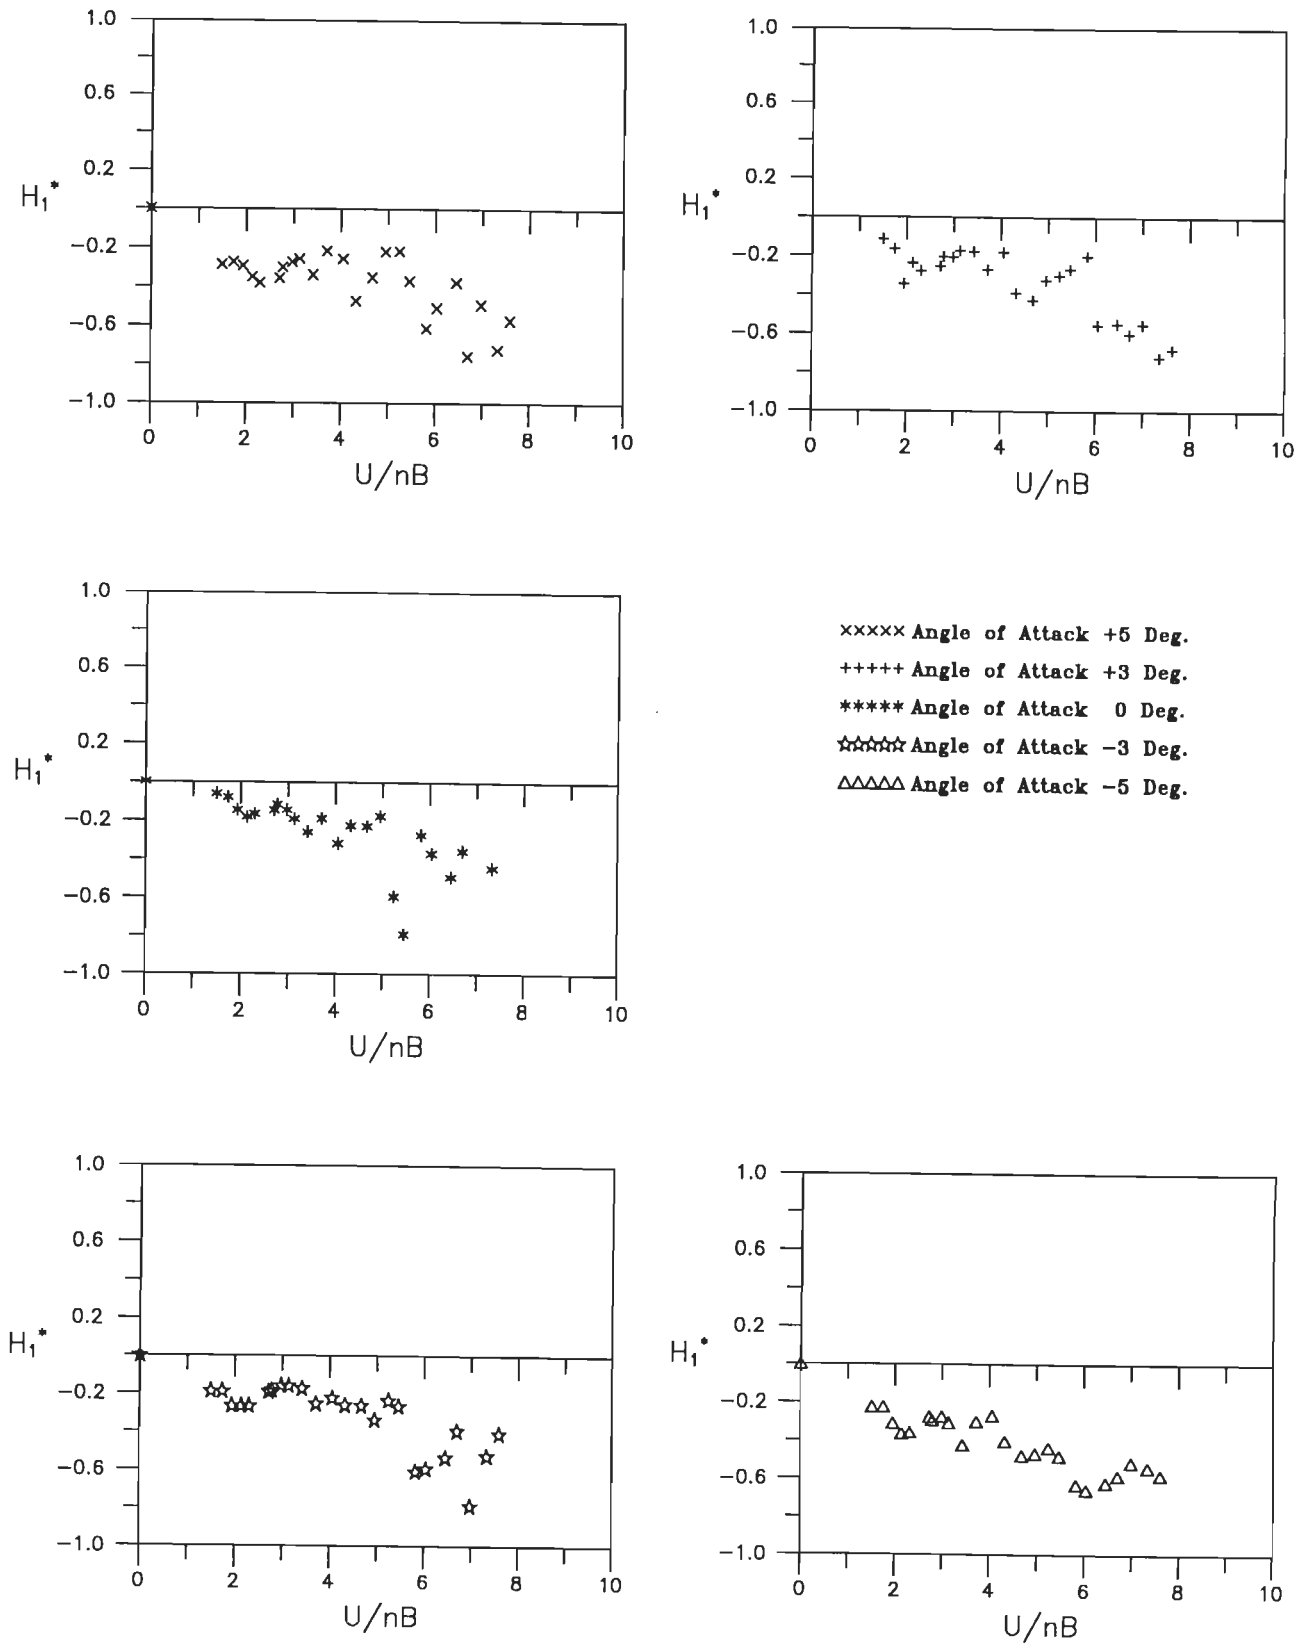 1.0
0.6
0.2
H₁*
−0.2
−0.6
−1.0
0 2 4 6 8 10
U/nB
1.0
0.6
0.2
H₁*
−0.2
−0.6
−1.0
0 2 4 6 8 10
U/nB
1.0
0.6
0.2
H₁*
−0.2
−0.6
−1.0
0 2 4 6 8 10
U/nB
××××× Angle of Attack +5 Deg.
+++++ Angle of Attack +3 Deg.
***** Angle of Attack 0 Deg.
☆☆☆☆☆ Angle of Attack −3 Deg.
△△△△△ Angle of Attack −5 Deg.
1.0
0.6
0.2
H₁*
−0.2
−0.6
−1.0
0 2 4 6 8 10
U/nB
1.0
0.6
0.2
H₁*
−0.2
−0.6
−1.0
0 2 4 6 8 10
U/nB